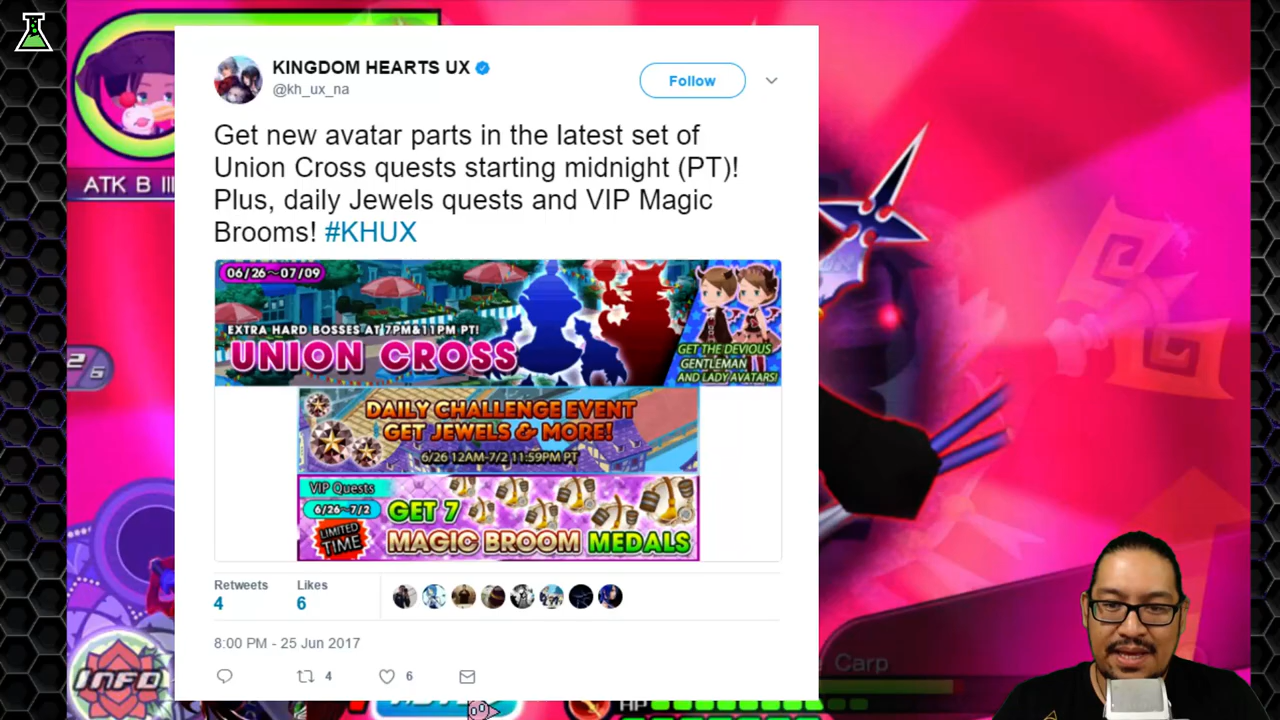 KINGDOM HEARTS UX
@kh_ux_na
Follow
Get new avatar parts in the latest set of
Union Cross quests starting midnight (PT)!
Plus, daily Jewels quests and VIP Magic
Brooms! #KHUX
06/26~07/09
EXTRA HARD BOSSES AT 7PM&11PM PT!
UNION CROSS
GET THE DEVIOUS
GENTLEMAN
AND LADY AVATARS!
DAILY CHALLENGE EVENT
GET JEWELS & MORE!
6/26 12AM-7/2 11:59PM PT
VIP Quests
6/26~7/2
LIMITED
TIME
GET 7
MAGIC BROOM MEDALS
Retweets
Likes
4
6
8:00 PM - 25 Jun 2017
4
6
ATK B III
2/6
INFO
Carp
HP